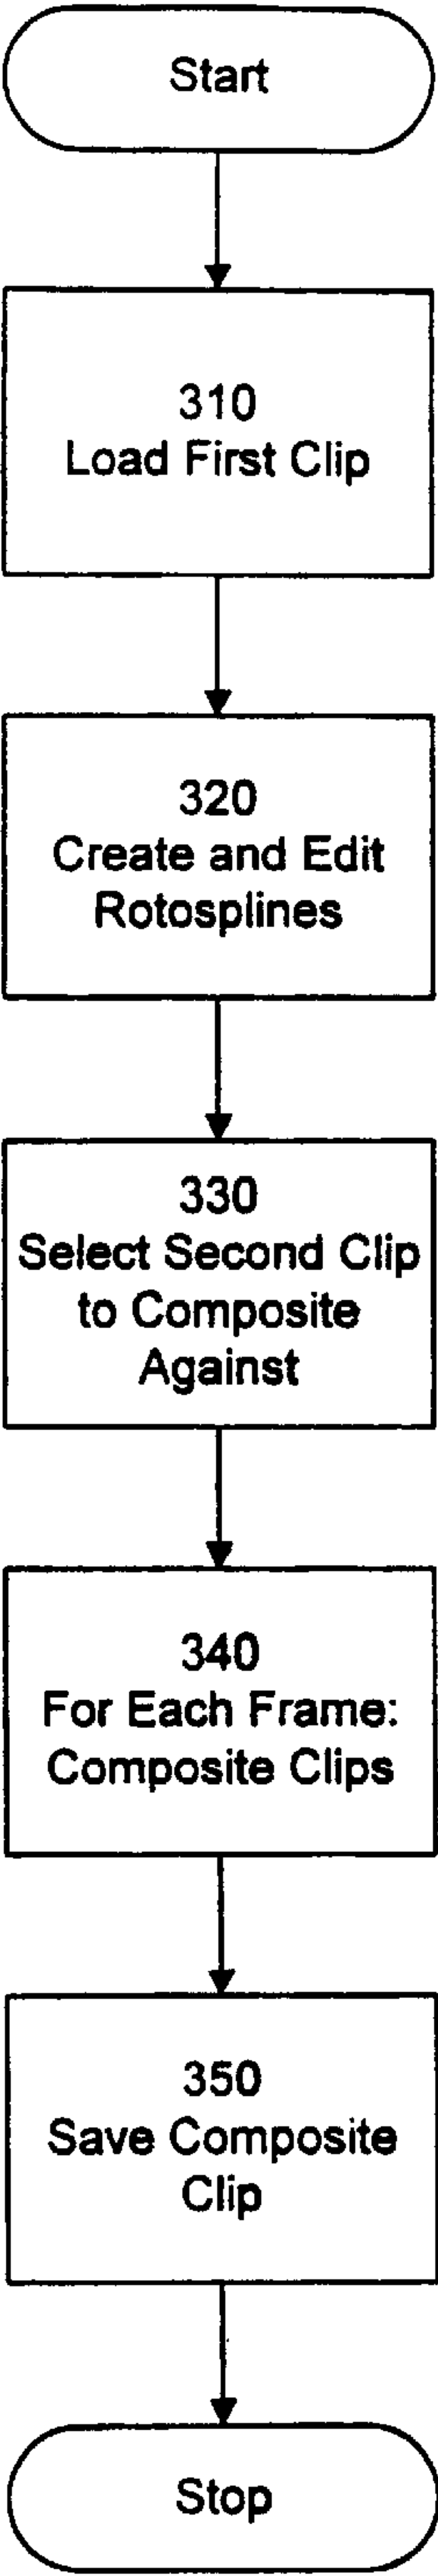 Start
310
Load First Clip
320
Create and Edit
Rotosplines
330
Select Second Clip
to Composite
Against
340
For Each Frame:
Composite Clips
350
Save Composite
Clip
Stop